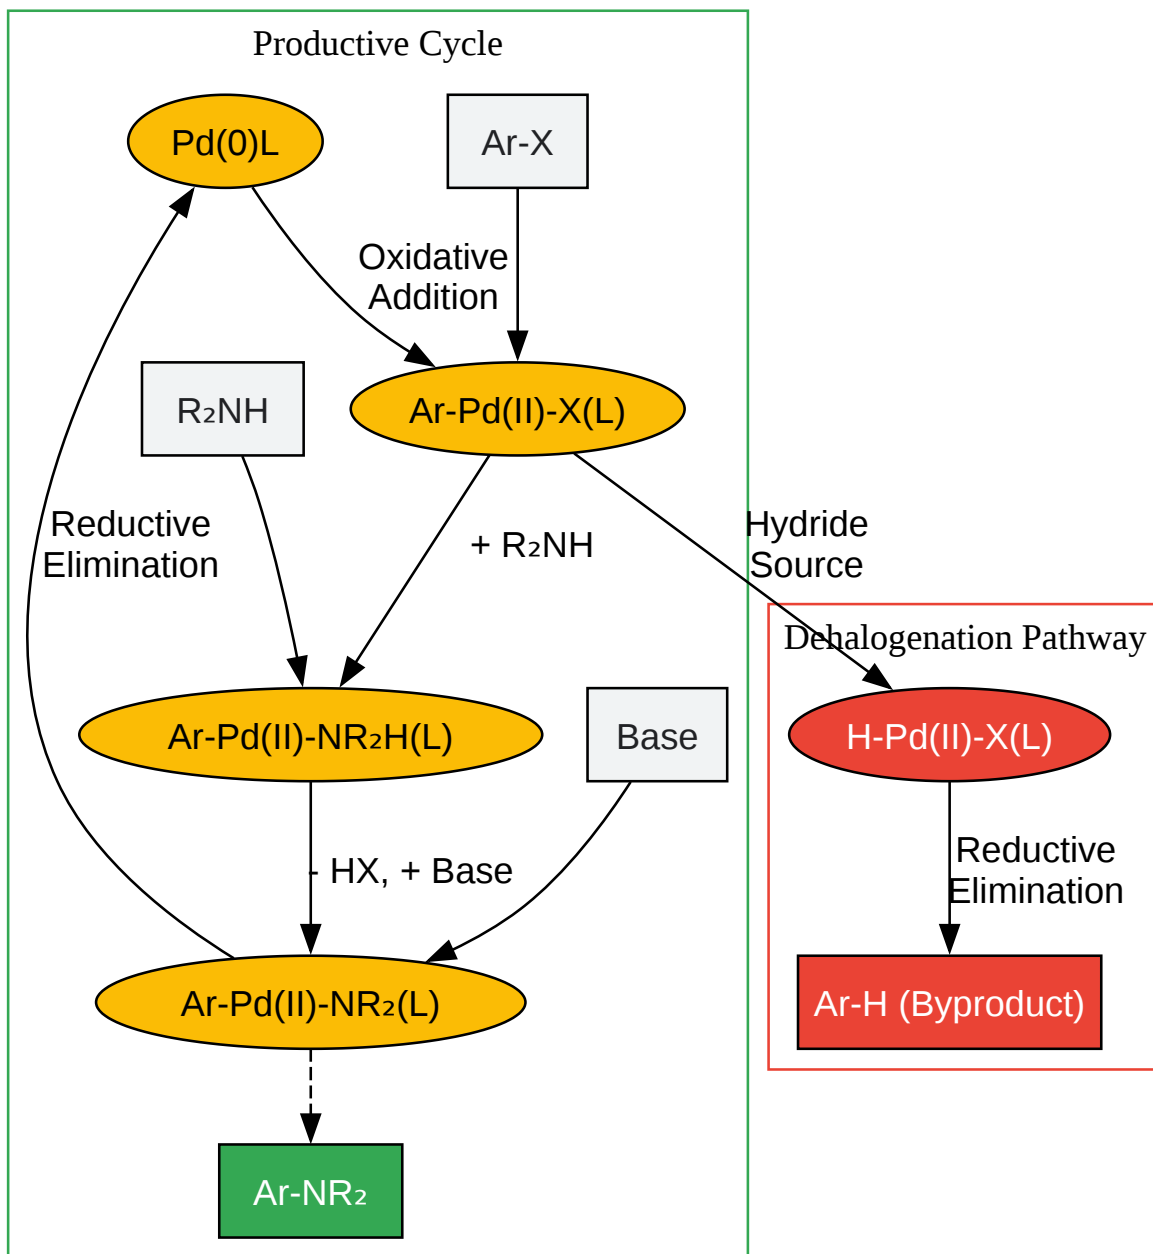 Productive Cycle
Pd(0)L
Ar-X
Oxidative
Addition
R₂NH
Ar-Pd(II)-X(L)
Reductive
Elimination
+ R₂NH
Hydride
Source
Dehalogenation Pathway
Ar-Pd(II)-NR₂H(L)
Base
H-Pd(II)-X(L)
- HX, + Base
Reductive
Elimination
Ar-Pd(II)-NR₂(L)
Ar-H (Byproduct)
Ar-NR₂